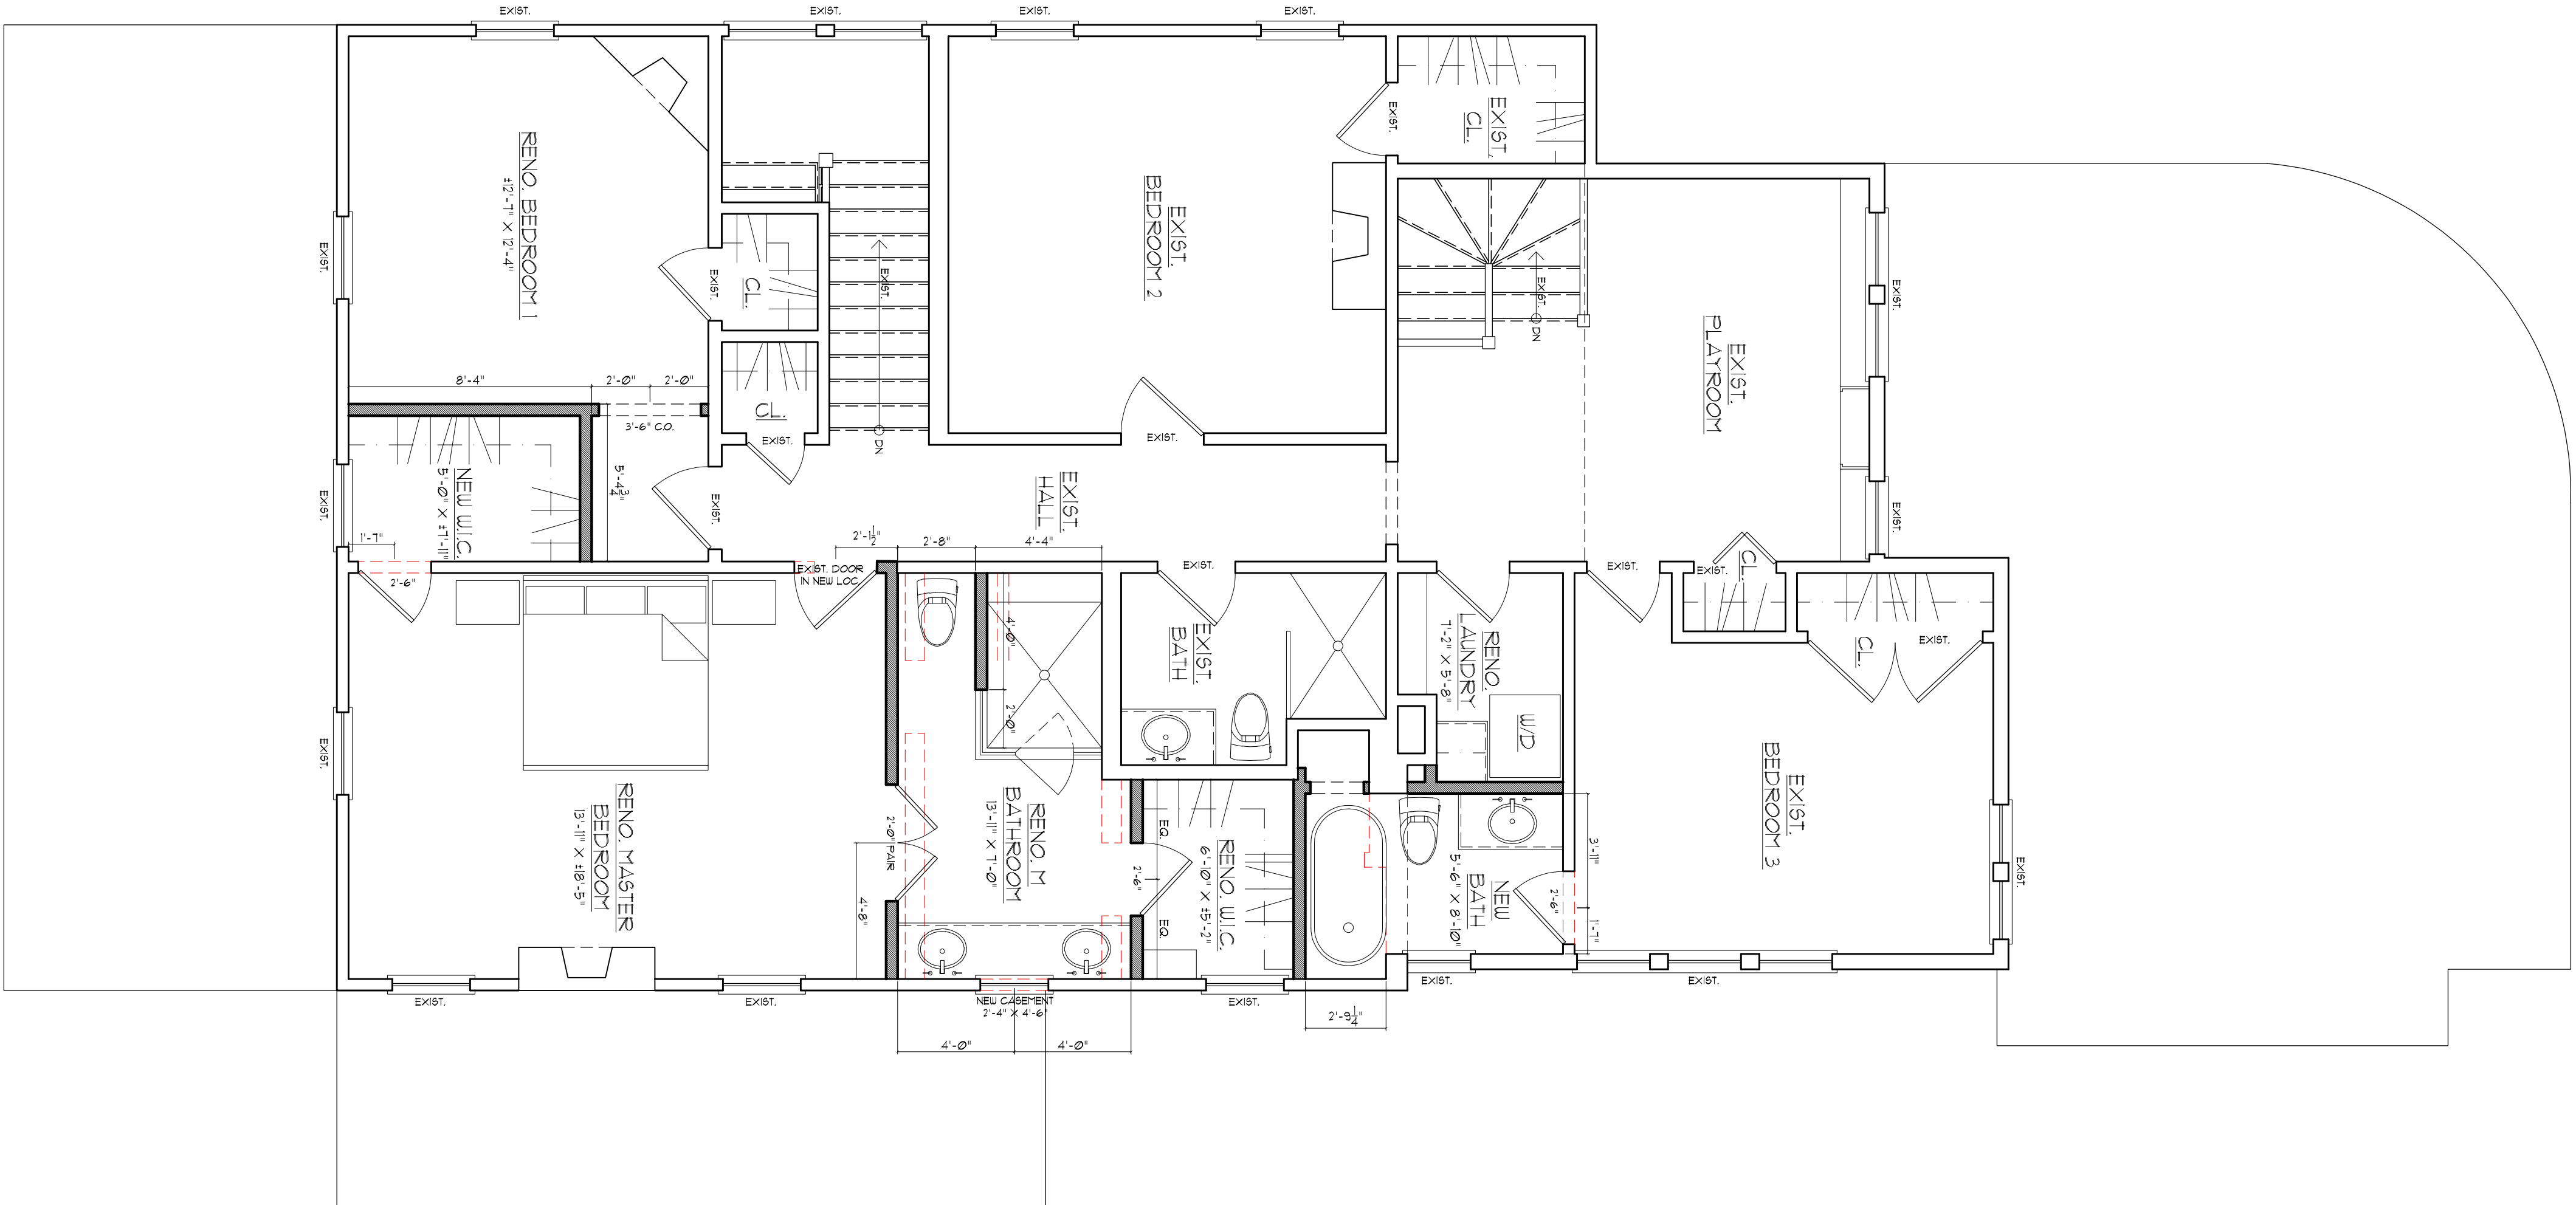 EXIST.
EXIST.
EXIST.
EXIST.
RENO. BEDROOM 1
±12'-7" X 12'-4"
EXIST.
EXIST.
CL.
EXIST.
DN
CL.
EXIST.
EXIST.
BEDROOM 2
EXIST.
EXIST.
EXIST.
CL.
EXIST.
DN
EXIST.
PLAYROOM
EXIST.
EXIST.
8'-4"
2'-0"
2'-0"
3'-6" C.O.
5'-4 3/4"
NEW W.I.C.
5'-0" X ±7'-11"
EXIST.
1'-7"
2'-6"
EXIST.
EXIST.
HALL
2'-1 1/2"
2'-8"
4'-4"
EXIST. DOOR
IN NEW LOC.
EXIST.
EXIST.
EXIST.
CL.
EXIST.
CL.
4'-0"
2'-0"
EXIST.
BATH
RENO.
LAUNDRY
7'-2" X 5'-8"
W/D
EXIST.
BEDROOM 3
EXIST.
EXIST.
RENO. MASTER
BEDROOM
13'-11" X ±18'-5"
2'-0" PAIR
4'-8"
RENO. M
BATHROOM
13'-11" X 7'-0"
EQ.
2'-6"
EQ.
RENO. W.I.C.
6'-10" X ±5'-2"
NEW
BATH
5'-6" X 8'-10"
3'-11"
2'-6"
1'-7"
EXIST.
EXIST.
NEW CASEMENT
2'-4" X 4'-6"
EXIST.
EXIST.
EXIST.
2'-9 1/4"
4'-0"
4'-0"